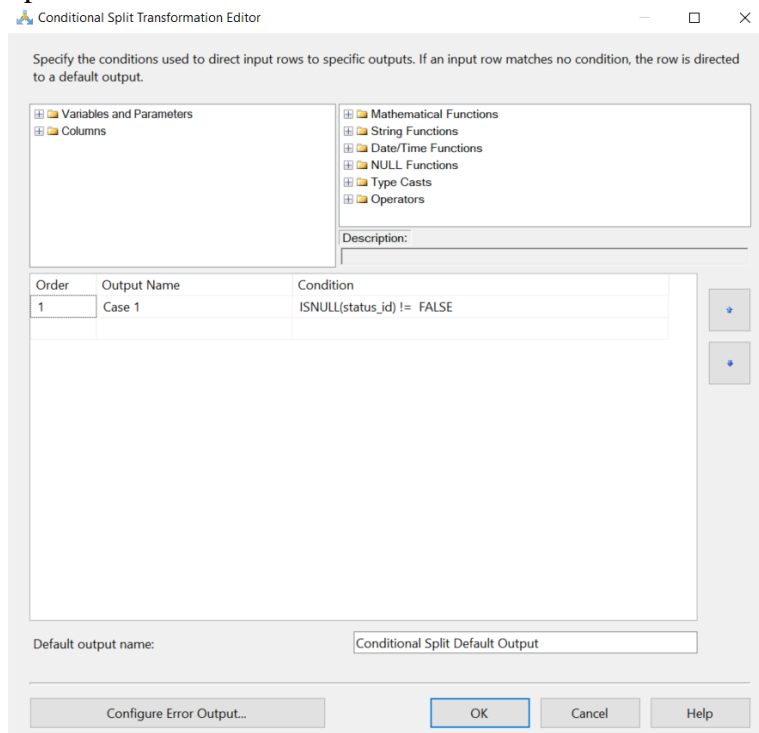 Conditional Split Transformation Editor
Specify the conditions used to direct input rows to specific outputs. If an input row matches no condition, the row is directed
to a default output.
Variables and Parameters
Columns
Mathematical Functions
String Functions
Date/Time Functions
NULL Functions
Type Casts
Operators
Description:
Order Output Name Condition
1 Case 1 ISNULL(status_id) != FALSE
Default output name: Conditional Split Default Output
Configure Error Output... OK Cancel Help